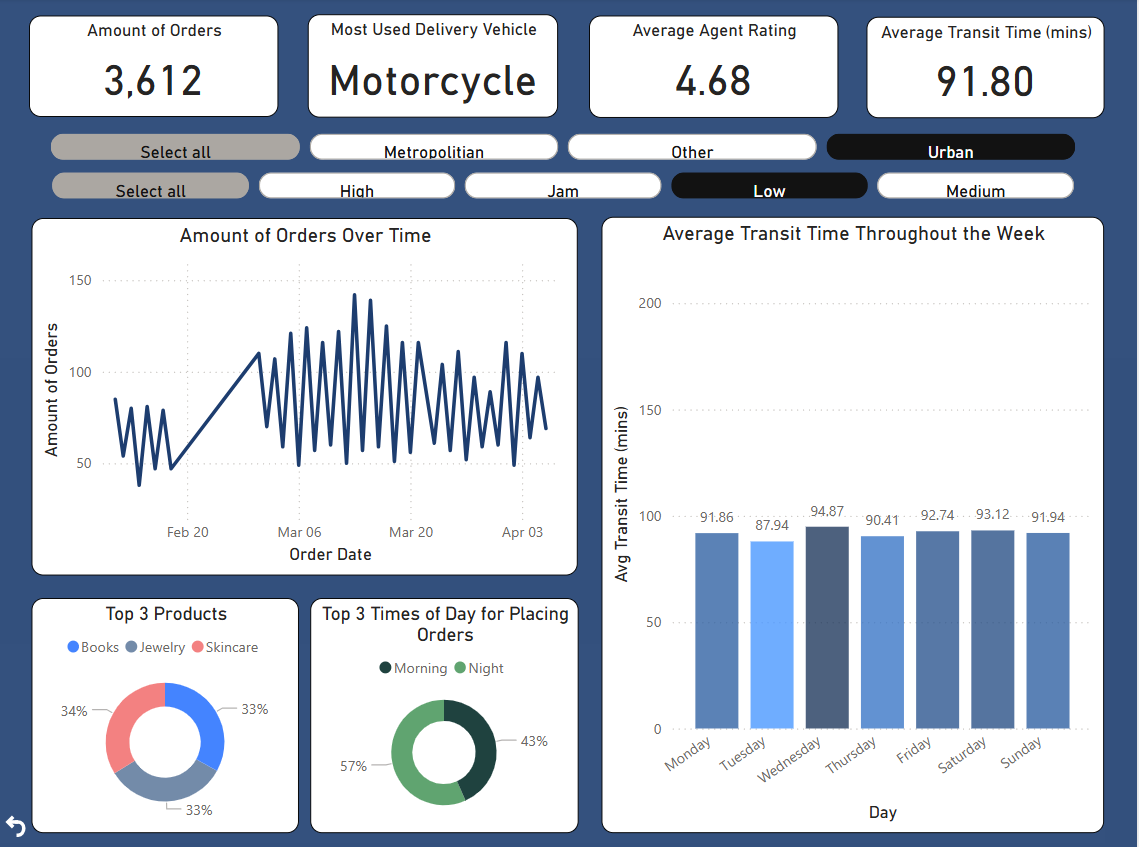 Amount of Orders
3,612
Most Used Delivery Vehicle
Motorcycle
Average Agent Rating
4.68
Average Transit Time (mins)
91.80
Select all
Metropolitian
Other
Urban
Select all
High
Jam
Low
Medium
Amount of Orders Over Time
150
100
50
Amount of Orders
Feb 20
Mar 06
Mar 20
Apr 03
Order Date
Average Transit Time Throughout the Week
200
150
100
50
0
Avg Transit Time (mins)
91.86
87.94
94.87
90.41
92.74
93.12
91.94
Monday
Tuesday
Wednesday
Thursday
Friday
Saturday
Sunday
Day
Top 3 Products
Books
Jewelry
Skincare
34%
33%
33%
Top 3 Times of Day for Placing
Orders
Morning
Night
43%
57%